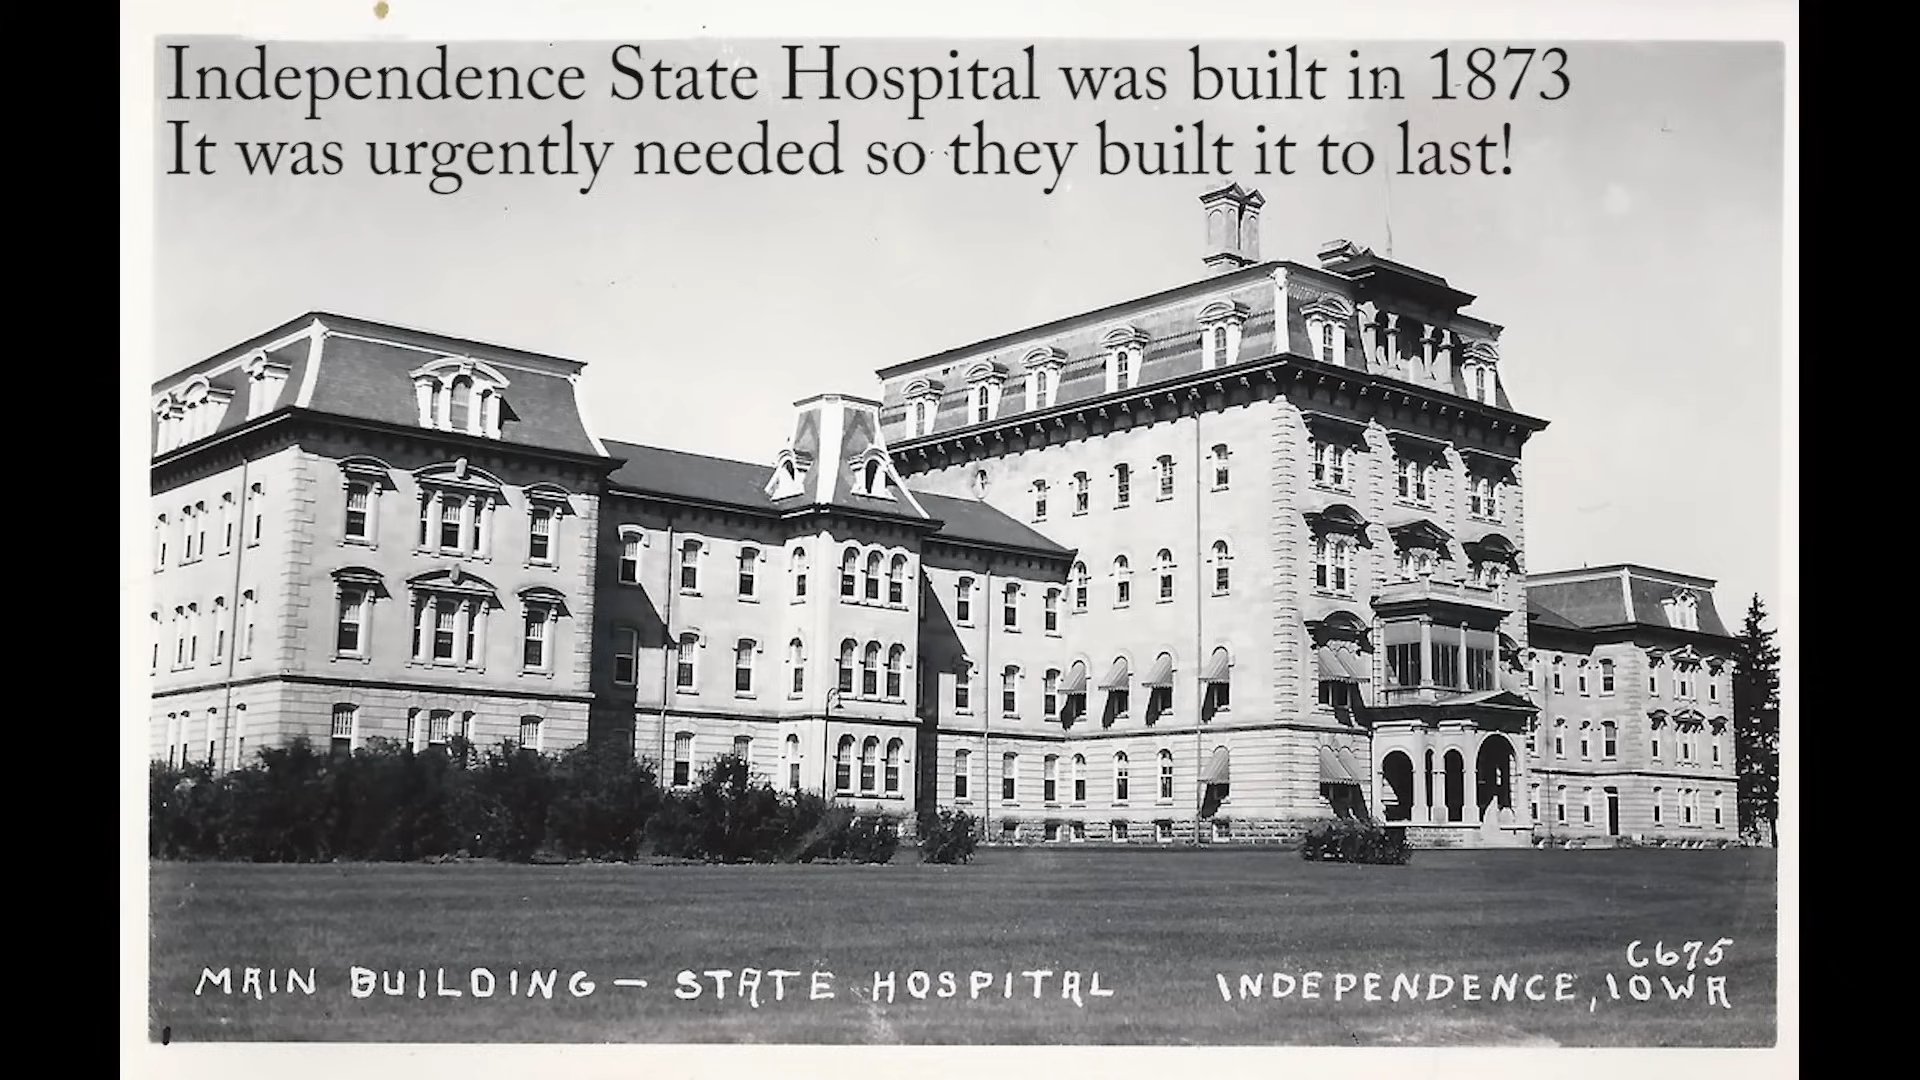 Independence State Hospital was built in 1873
It was urgently needed so they built it to last!
C675
MAIN BUILDING - STATE HOSPITAL INDEPENDENCE, IOWA